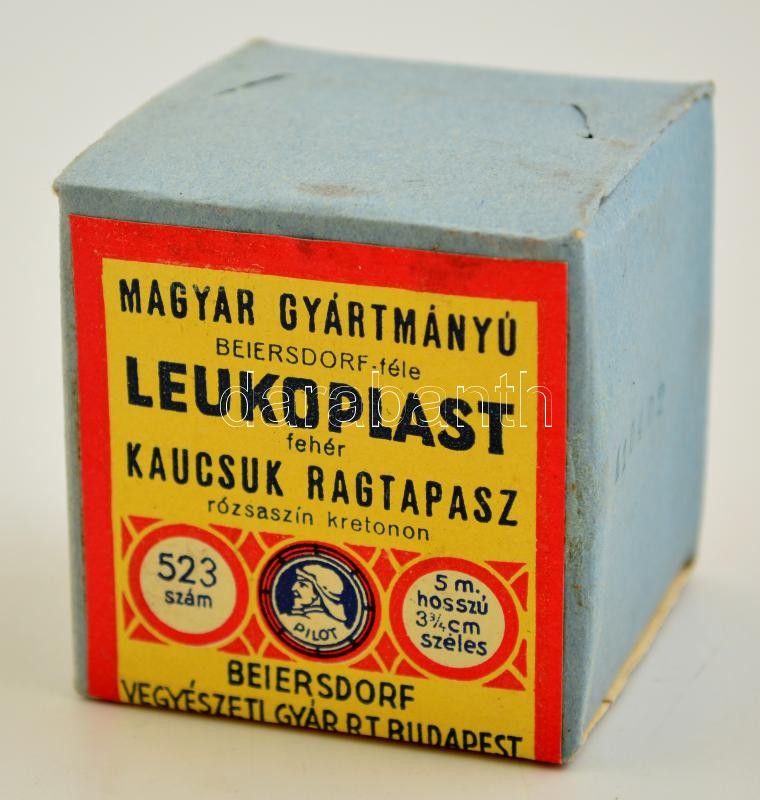 MAGYAR GYÁRTMÁNYÚ
BEIERSDORF-féle
LEUKOPLAST
darabanth
fehér
KAUCSUK RAGTAPASZ
rózsaszín kretonon
523
szám
PILOT
5 m.,
hosszú
3¾ cm
széles
BEIERSDORF
VEGYÉSZETI GYÁR R.T. BUDAPEST